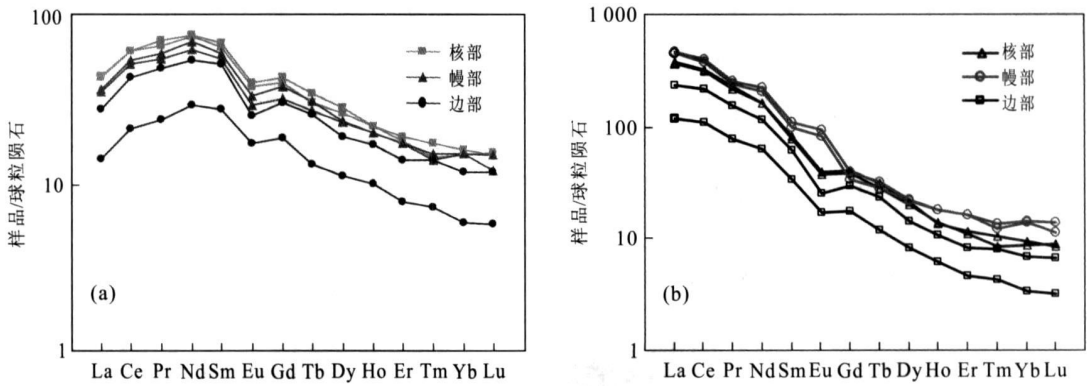 100
10
1
样品/球粒陨石
核部
幔部
边部
(a)
La Ce Pr Nd Sm Eu Gd Tb Dy Ho Er Tm Yb Lu
1 000
100
10
1
样品/球粒陨石
核部
幔部
边部
(b)
La Ce Pr Nd Sm Eu Gd Tb Dy Ho Er Tm Yb Lu